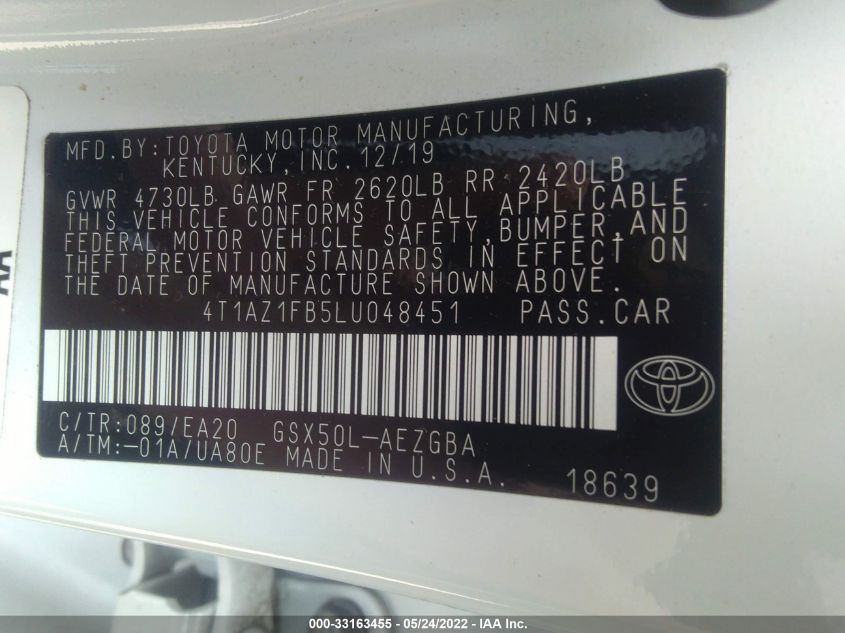 MFD.BY:TOYOTA MOTOR MANUFACTURING,
KENTUCKY,INC.12/19
GVWR 4730LB GAWR FR 2620LB RR 2420LB
THIS VEHICLE CONFORMS TO ALL APPLICABLE
FEDERAL MOTOR VEHICLE SAFETY,BUMPER,AND
THEFT PREVENTION STANDARDS IN EFFECT ON
THE DATE OF MANUFACTURE SHOWN ABOVE.
4T1AZ1FB5LU048451 PASS.CAR
C/TR:089/EA20 GSX50L-AEZGBA
A/TM:-01A/UA80E MADE IN U.S.A.
18639
AA
000-33163455 - 05/24/2022 - IAA Inc.